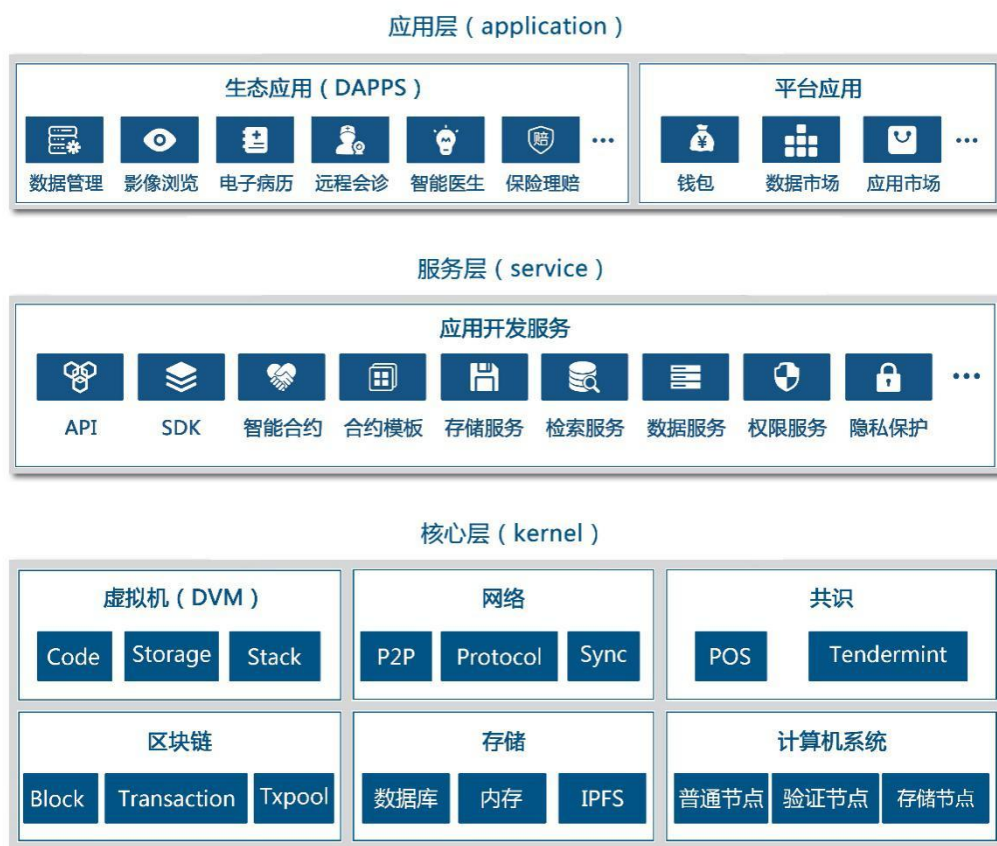 应用层（application）
生态应用（DAPPS）
数据管理 影像浏览 电子病历 远程会诊 智能医生 赔 保险理赔 ...
平台应用
¥ 钱包 数据市场 应用市场 ...
服务层（service）
应用开发服务
API SDK 智能合约 合约模板 存储服务 检索服务 数据服务 权限服务 隐私保护 ...
核心层（kernel）
虚拟机（DVM）
Code Storage Stack
网络
P2P Protocol Sync
共识
POS Tendermint
区块链
Block Transaction Txpool
存储
数据库 内存 IPFS
计算机系统
普通节点 验证节点 存储节点